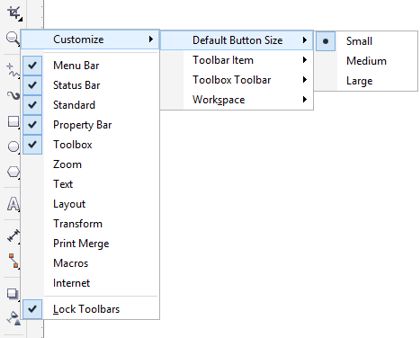 Customize
Menu Bar
Status Bar
Standard
Property Bar
Toolbox
Zoom
Text
Layout
Transform
Print Merge
Macros
Internet
Lock Toolbars
Default Button Size
Toolbar Item
Toolbox Toolbar
Workspace
Small
Medium
Large